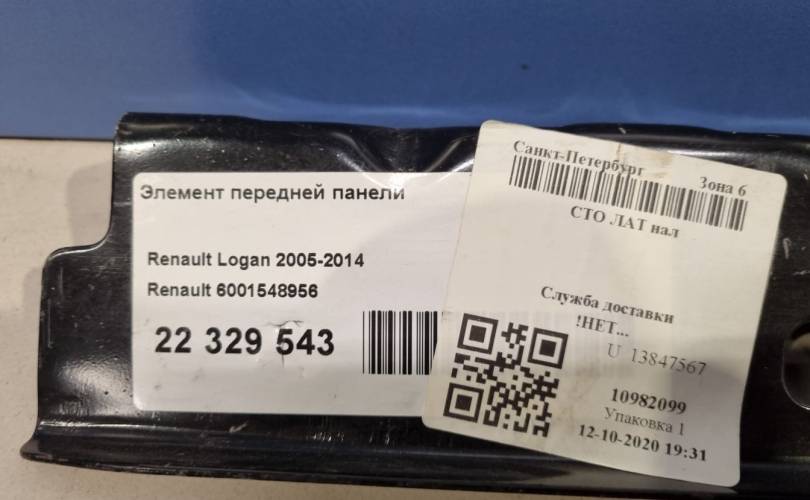 Элемент передней панели
Renault Logan 2005-2014
Renault 6001548956
22 329 543
Санкт-Петербург
Зона 6
СТО ЛАТ нал
Служба доставки
!НЕТ...
U 13847567
10982099
Упаковка 1
12-10-2020 19:31